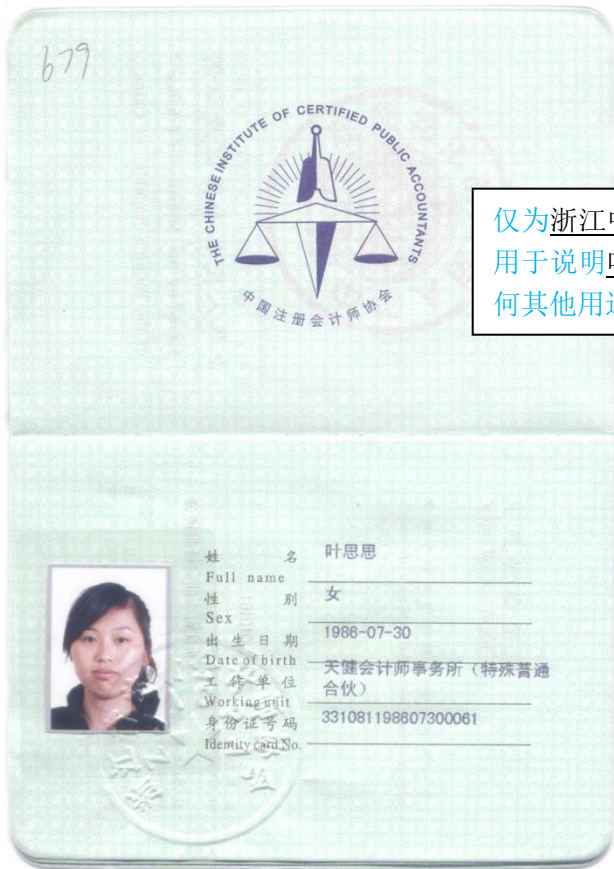 679
THE CHINESE INSTITUTE OF CERTIFIED PUBLIC ACCOUNTANTS
中国注册会计师协会
仅为浙江
用于说明
何其他用
姓 名 叶思思
Full name
性 别 女
Sex
出生日期 1986-07-30
Date of birth
工作单位 天健会计师事务所（特殊普通
合伙）
Working unit
身份证号码 331081198607300061
Identity card No.